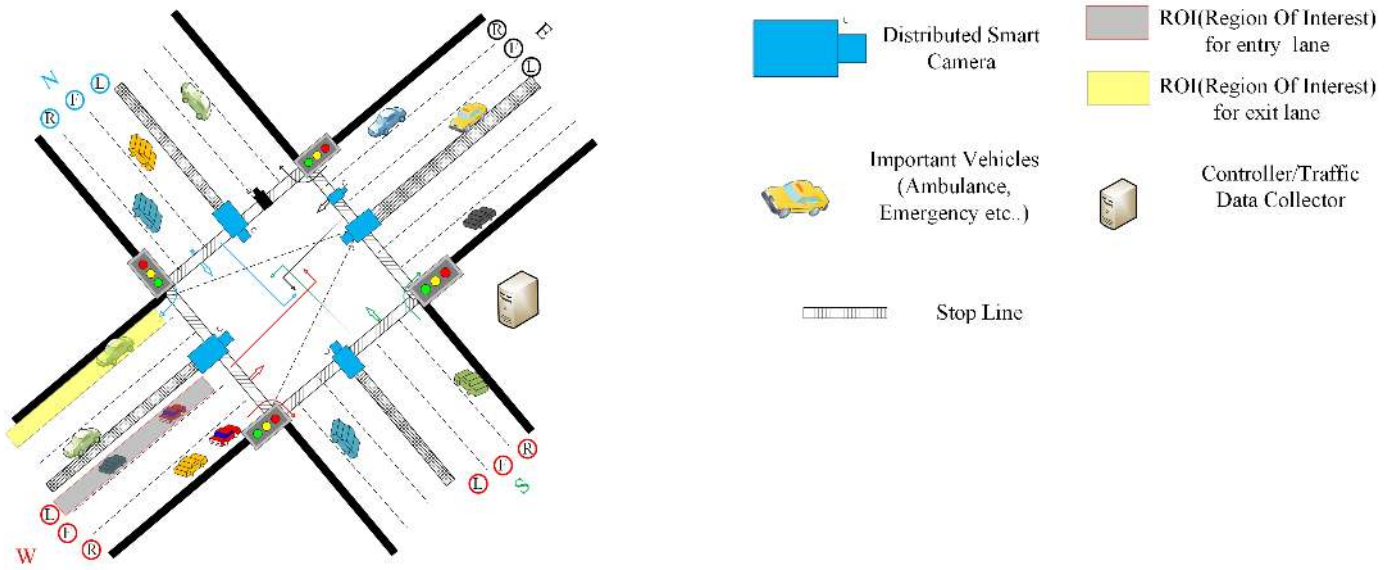 N
L
F
R
R
F
L
E
L
F
R
W
L
F
R
S
Distributed Smart
Camera
ROI(Region Of Interest)
for entry lane
ROI(Region Of Interest)
for exit lane
Important Vehicles
(Ambulance,
Emergency etc..)
Controller/Traffic
Data Collector
Stop Line